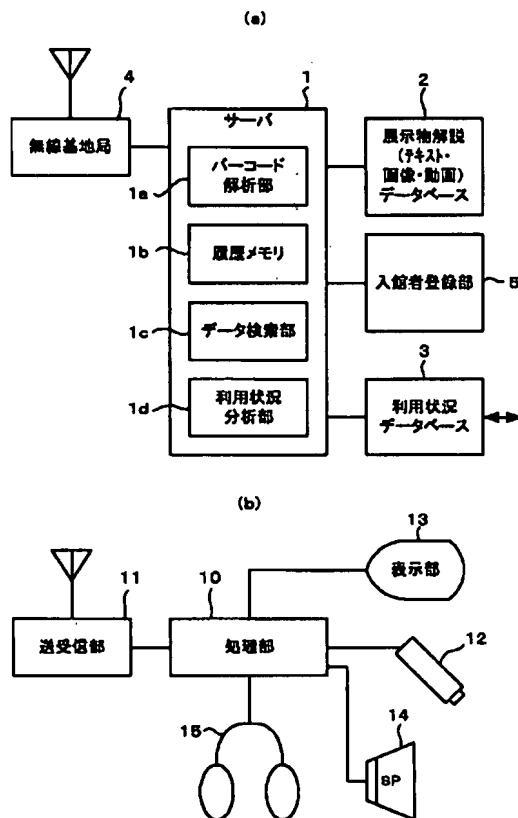 (a)
4
1
2
無線基地局
サーバ
展示物解説
(テキスト・
画像・動画)
データベース
1a
バーコード
解析部
1b
履歴メモリ
入館者登録部
5
1c
データ検索部
3
1d
利用状況
分析部
利用状況
データベース
(b)
13
表示部
11
10
送受信部
処理部
12
15
14
SP